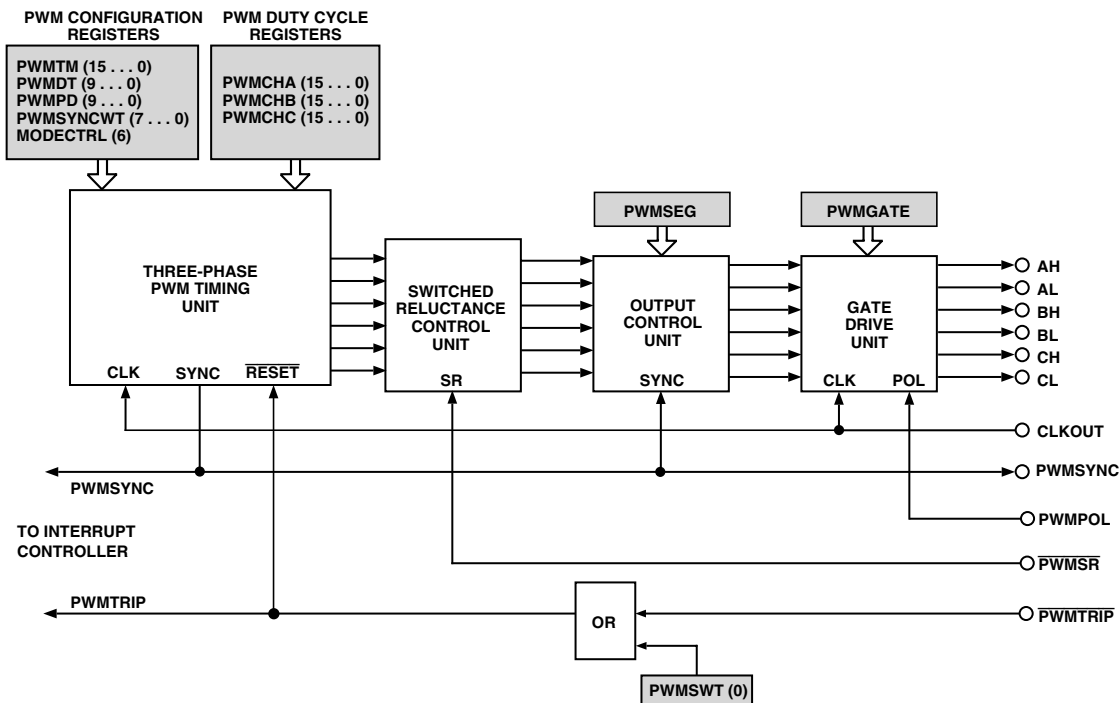 PWM CONFIGURATION
REGISTERS
PWM DUTY CYCLE
REGISTERS
PWMTM (15 . . . 0)
PWMDT (9 . . . 0)
PWMPD (9 . . . 0)
PWMSYNCWT (7 . . . 0)
MODECTRL (6)
PWMCHA (15 . . . 0)
PWMCHB (15 . . . 0)
PWMCHC (15 . . . 0)
PWMSEG
PWMGATE
THREE-PHASE
PWM TIMING
UNIT
CLK SYNC RESET
SWITCHED
RELUCTANCE
CONTROL
UNIT
SR
OUTPUT
CONTROL
UNIT
SYNC
GATE
DRIVE
UNIT
CLK POL
AH
AL
BH
BL
CH
CL
CLKOUT
PWMSYNC
PWMSYNC
PWMPOL
TO INTERRUPT
CONTROLLER
PWMSR
PWMTRIP
OR
PWMTRIP
PWMSWT (0)